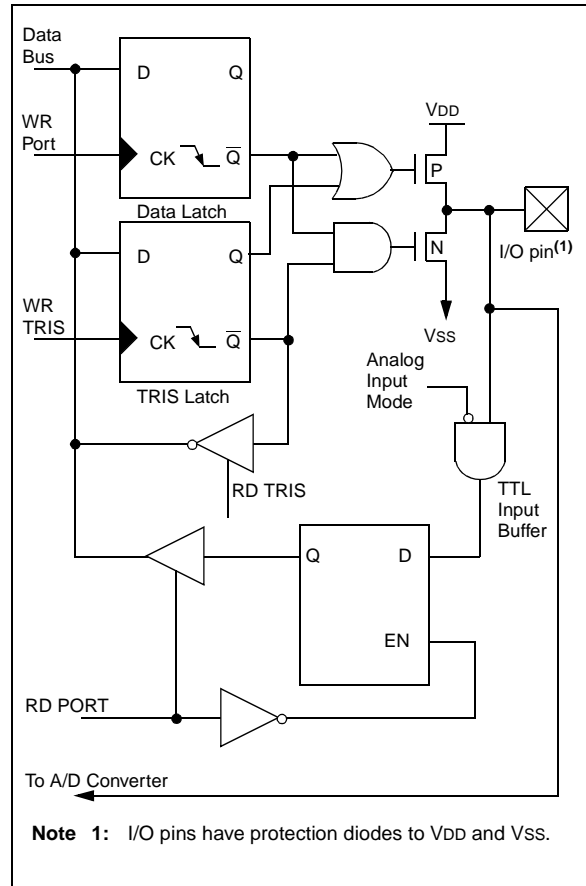 Data
Bus
D
Q
WR
Port
CK
Q
Data Latch
VDD
P
I/O pin(1)
N
VSS
D
Q
WR
TRIS
CK
Q
TRIS Latch
Analog
Input
Mode
RD TRIS
TTL
Input
Buffer
Q
D
EN
RD PORT
To A/D Converter
Note 1: I/O pins have protection diodes to VDD and VSS.